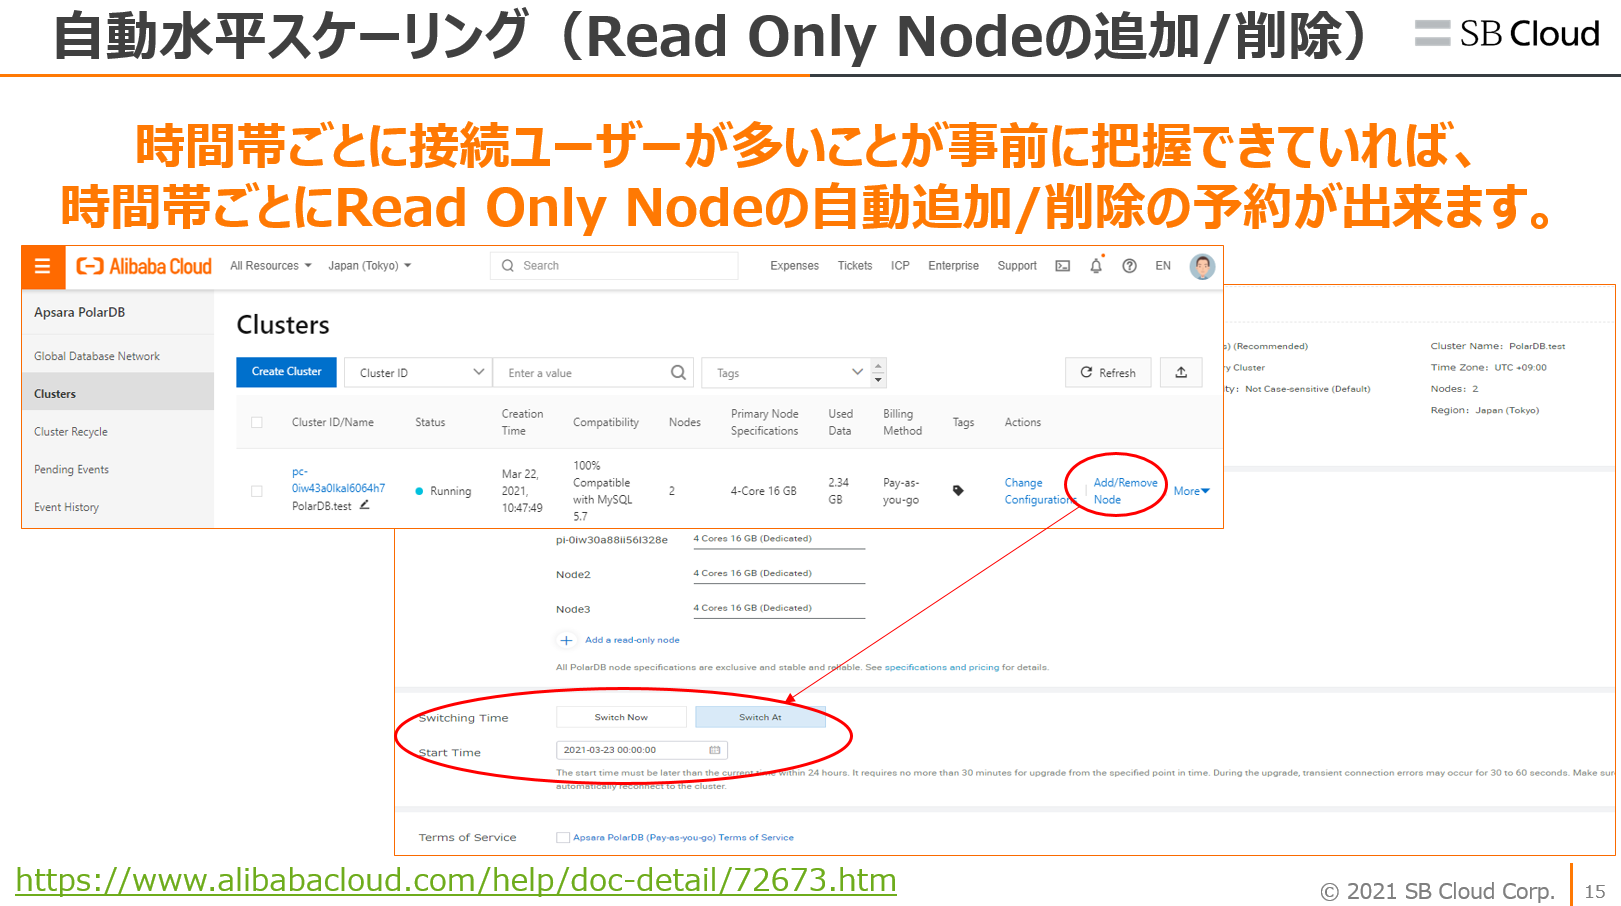 自動水平スケーリング（Read Only Nodeの追加/削除）
SB Cloud
時間帯ごとに接続ユーザーが多いことが事前に把握できていれば、
時間帯ごとにRead Only Nodeの自動追加/削除の予約が出来ます。
Alibaba Cloud
All Resources
Japan (Tokyo)
Search
Expenses
Tickets
ICP
Enterprise
Support
EN
Apsara PolarDB
Global Database Network
Clusters
Cluster Recycle
Pending Events
Event History
Clusters
Create Cluster
Cluster ID
Enter a value
Tags
Refresh
Cluster ID/Name
Status
Creation
Time
Compatibility
Nodes
Primary Node
Specifications
Used
Data
Billing
Method
Tags
Actions
pc-
0iw43a0lkal6064h7
PolarDB.test
Running
Mar 22,
2021,
10:47:49
100%
Compatible
with MySQL
5.7
2
4-Core 16 GB
2.34
GB
Pay-as-
you-go
Change
Configurations
Add/Remove
Node
More
s) (Recommended)
ry Cluster
ty: Not Case-sensitive (Default)
Cluster Name: PolarDB.test
Time Zone: UTC +09:00
Nodes: 2
Region: Japan (Tokyo)
pi-0iw30a88ii56l328e
4 Cores 16 GB (Dedicated)
Node2
4 Cores 16 GB (Dedicated)
Node3
4 Cores 16 GB (Dedicated)
Add a read-only node
All PolarDB node specifications are exclusive and stable and reliable. See specifications and pricing for details.
Switching Time
Switch Now
Switch At
Start Time
2021-03-23 00:00:00
The start time must be later than the current time within 24 hours. It requires no more than 30 minutes for upgrade from the specified point in time. During the upgrade, transient connection errors may occur for 30 to 60 seconds. Make sur
automatically reconnect to the cluster.
Terms of Service
Apsara PolarDB (Pay-as-you-go) Terms of Service
https://www.alibabacloud.com/help/doc-detail/72673.htm
© 2021 SB Cloud Corp.
15